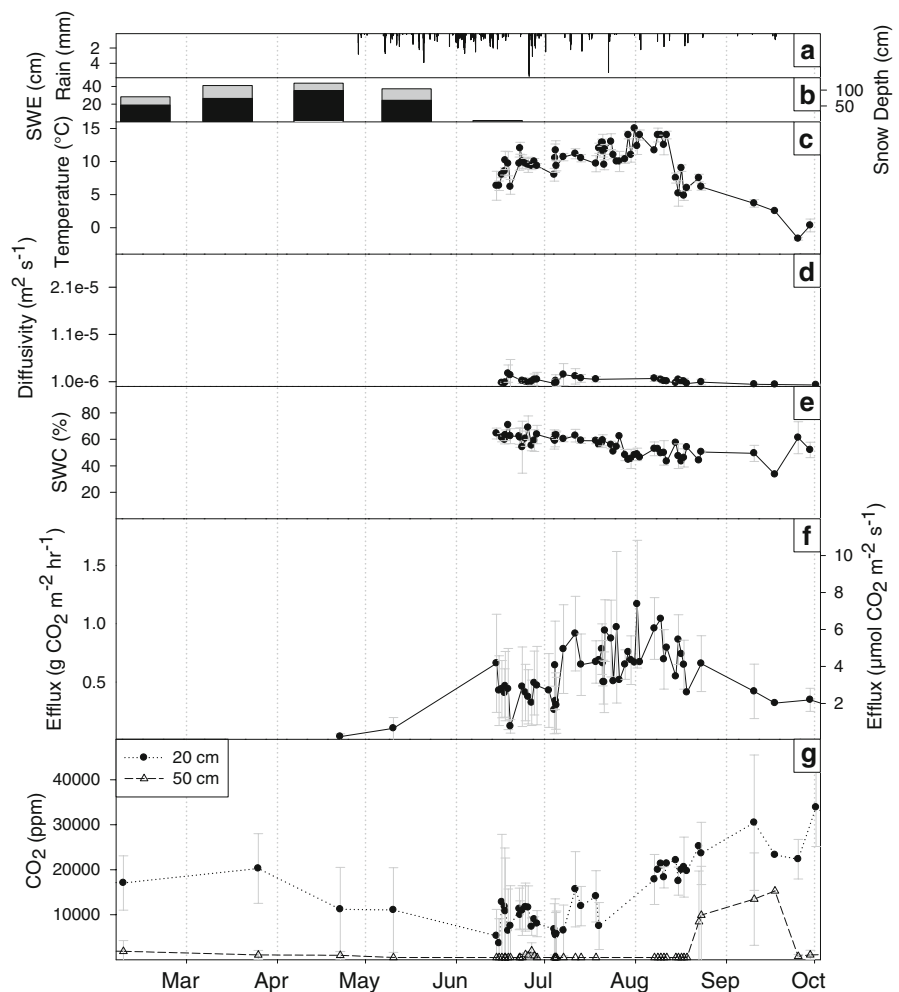 a
Rain (mm)
2
4
b
SWE (cm)
40
20
100
50
Snow Depth (cm)
c
Temperature (°C)
15
10
5
0
d
Diffusivity (m² s⁻¹)
2.1e-5
1.1e-5
1.0e-6
e
SWC (%)
80
60
40
20
f
Efflux (g CO₂ m⁻² hr⁻¹)
1.5
1.0
0.5
10
8
6
4
2
Efflux (µmol CO₂ m⁻² s⁻¹)
g
20 cm
50 cm
CO₂ (ppm)
40000
30000
20000
10000
Mar Apr May Jun Jul Aug Sep Oct